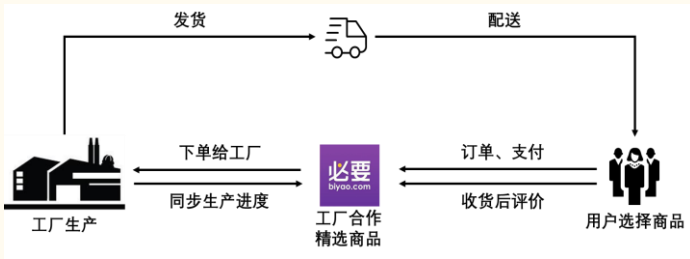 发货
配送
下单给工厂
订单、支付
必要
biyao.com
同步生产进度
收货后评价
工厂生产
工厂合作
精选商品
用户选择商品